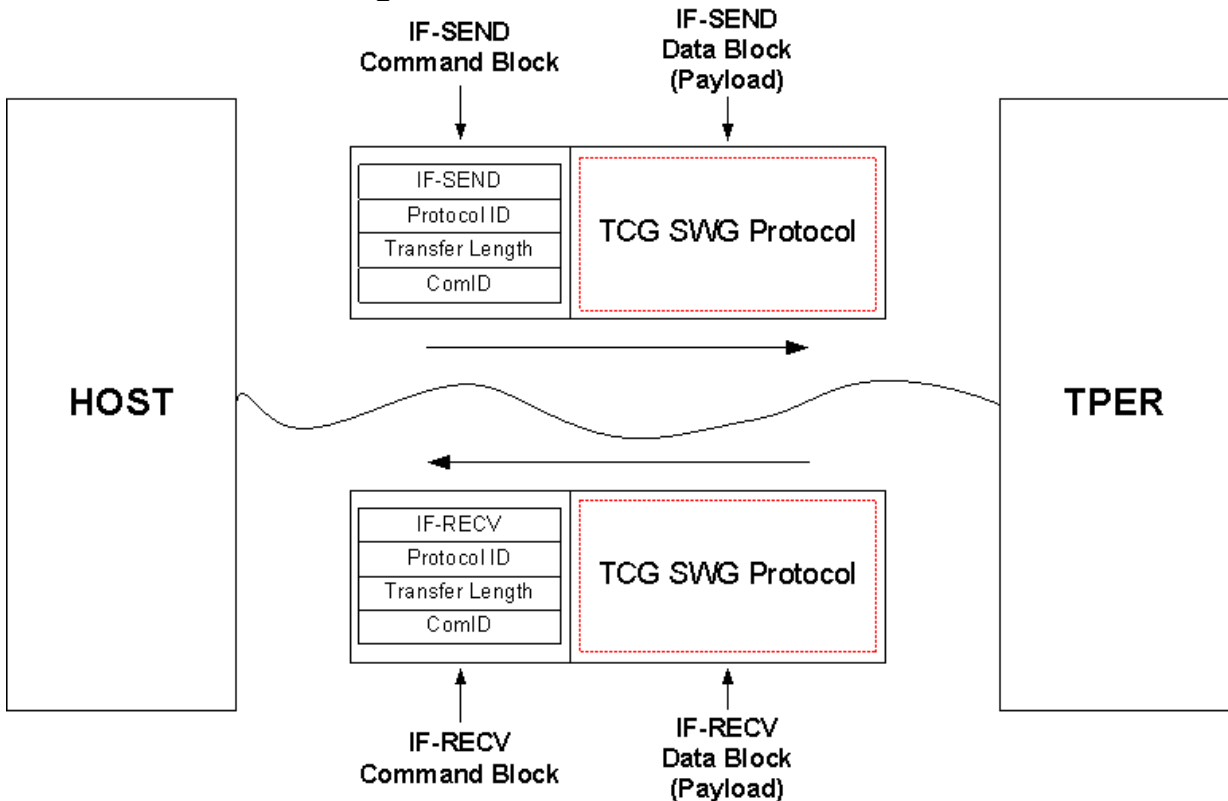 IF-SEND
Command Block
IF-SEND
Data Block
(Payload)
IF-SEND
Protocol ID
Transfer Length
ComID
TCG SWG Protocol
HOST
TPER
IF-RECV
Protocol ID
Transfer Length
ComID
TCG SWG Protocol
IF-RECV
Command Block
IF-RECV
Data Block
(Payload)